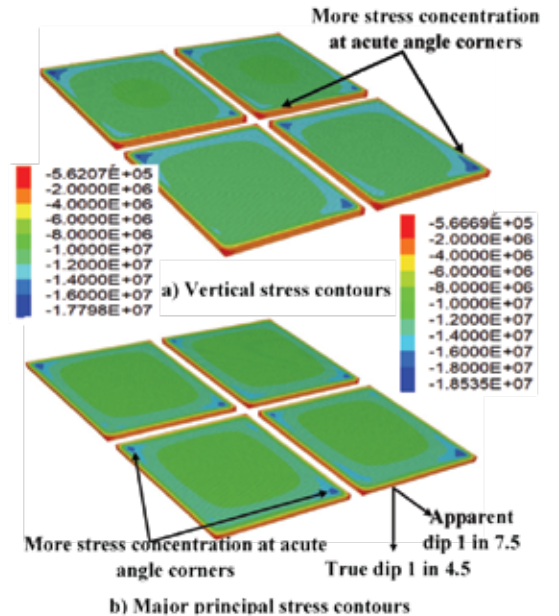 More stress concentration
at acute angle corners
-5.6207E+05
-2.0000E+06
-4.0000E+06
-6.0000E+06
-8.0000E+06
-1.0000E+07
-1.2000E+07
-1.4000E+07
-1.6000E+07
-1.7798E+07
-5.6669E+05
-2.0000E+06
-4.0000E+06
-6.0000E+06
-8.0000E+06
-1.0000E+07
-1.2000E+07
-1.4000E+07
-1.6000E+07
-1.8000E+07
-1.8535E+07
a) Vertical stress contours
More stress concentration at acute
angle corners
Apparent
dip 1 in 7.5
True dip 1 in 4.5
b) Major principal stress contours